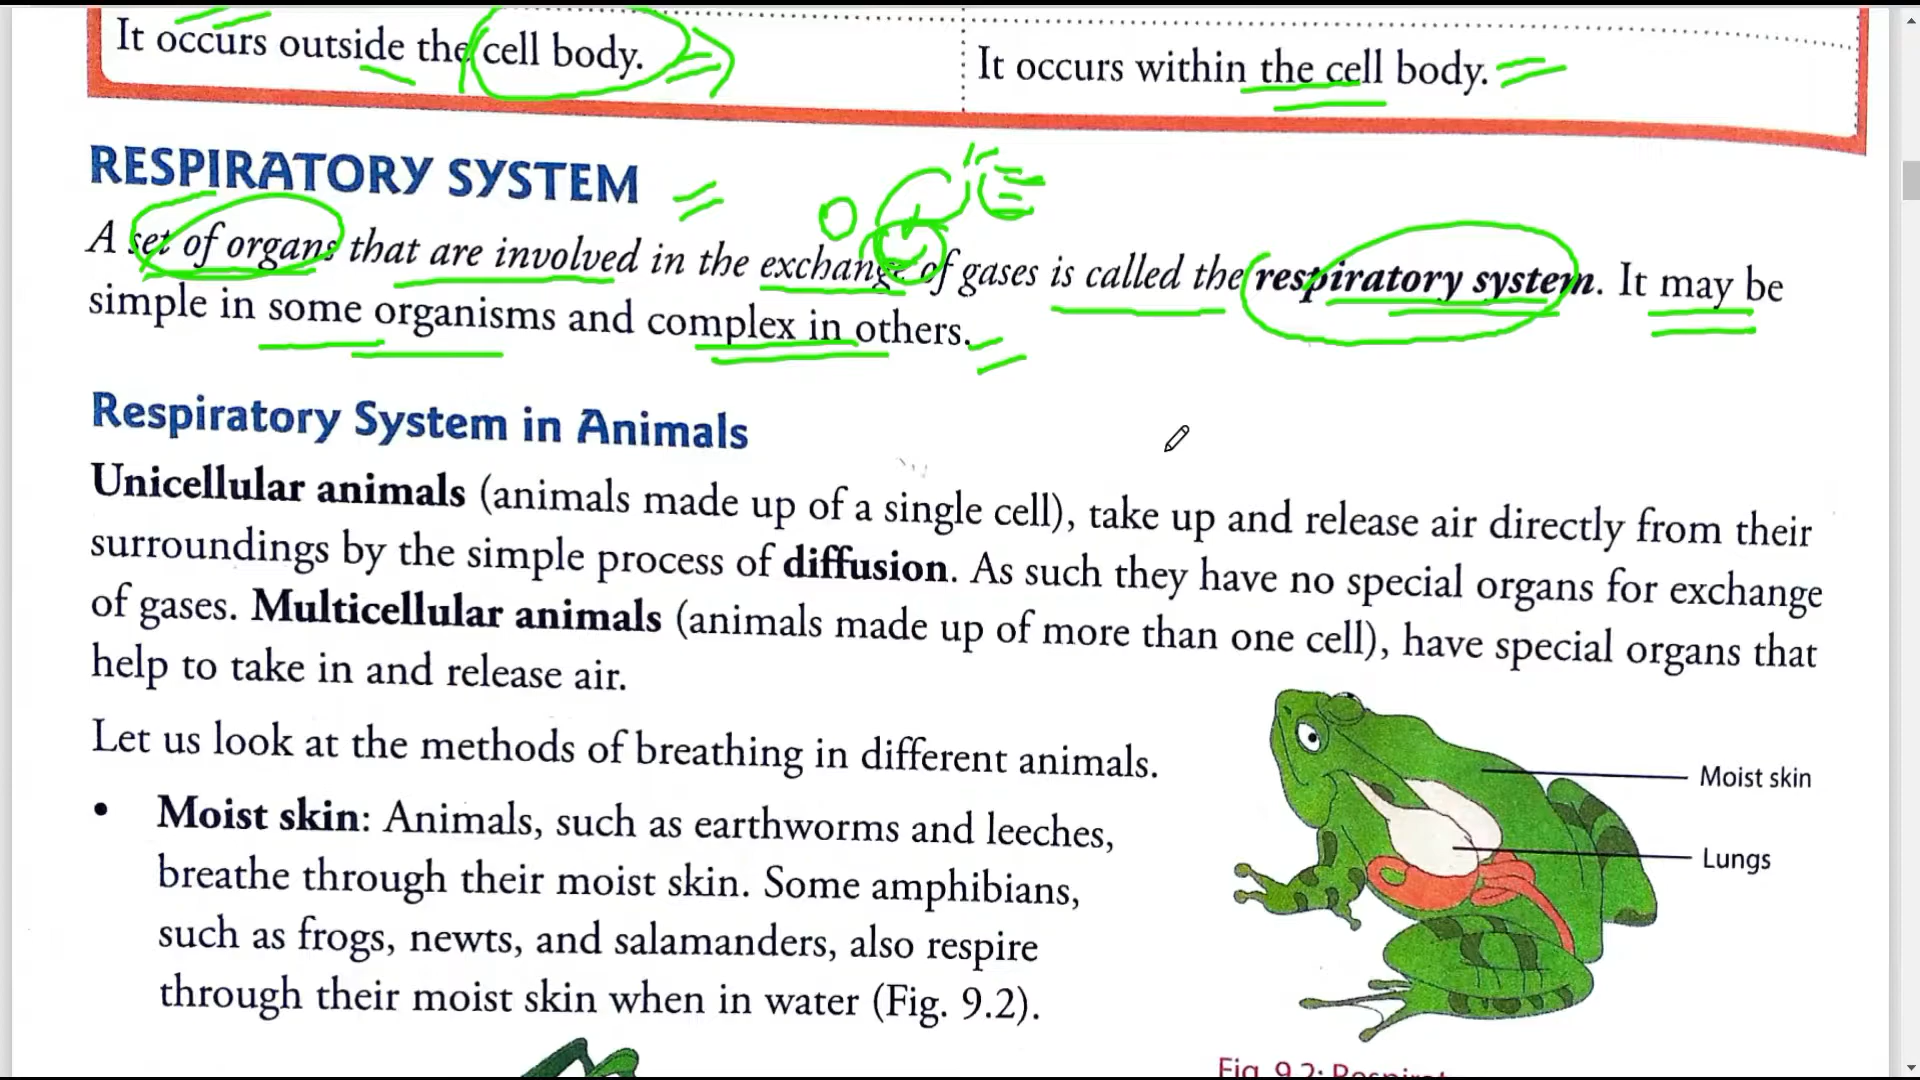 It occurs outside the cell body.
It occurs within the cell body.
RESPIRATORY SYSTEM
A set of organs that are involved in the exchange of gases is called the respiratory system. It may be
simple in some organisms and complex in others.
Respiratory System in Animals
Unicellular animals (animals made up of a single cell), take up and release air directly from their
surroundings by the simple process of diffusion. As such they have no special organs for exchange
of gases. Multicellular animals (animals made up of more than one cell), have special organs that
help to take in and release air.
Let us look at the methods of breathing in different animals.
• Moist skin: Animals, such as earthworms and leeches,
breathe through their moist skin. Some amphibians,
such as frogs, newts, and salamanders, also respire
through their moist skin when in water (Fig. 9.2).
Moist skin
Lungs
Fig. 9.2: